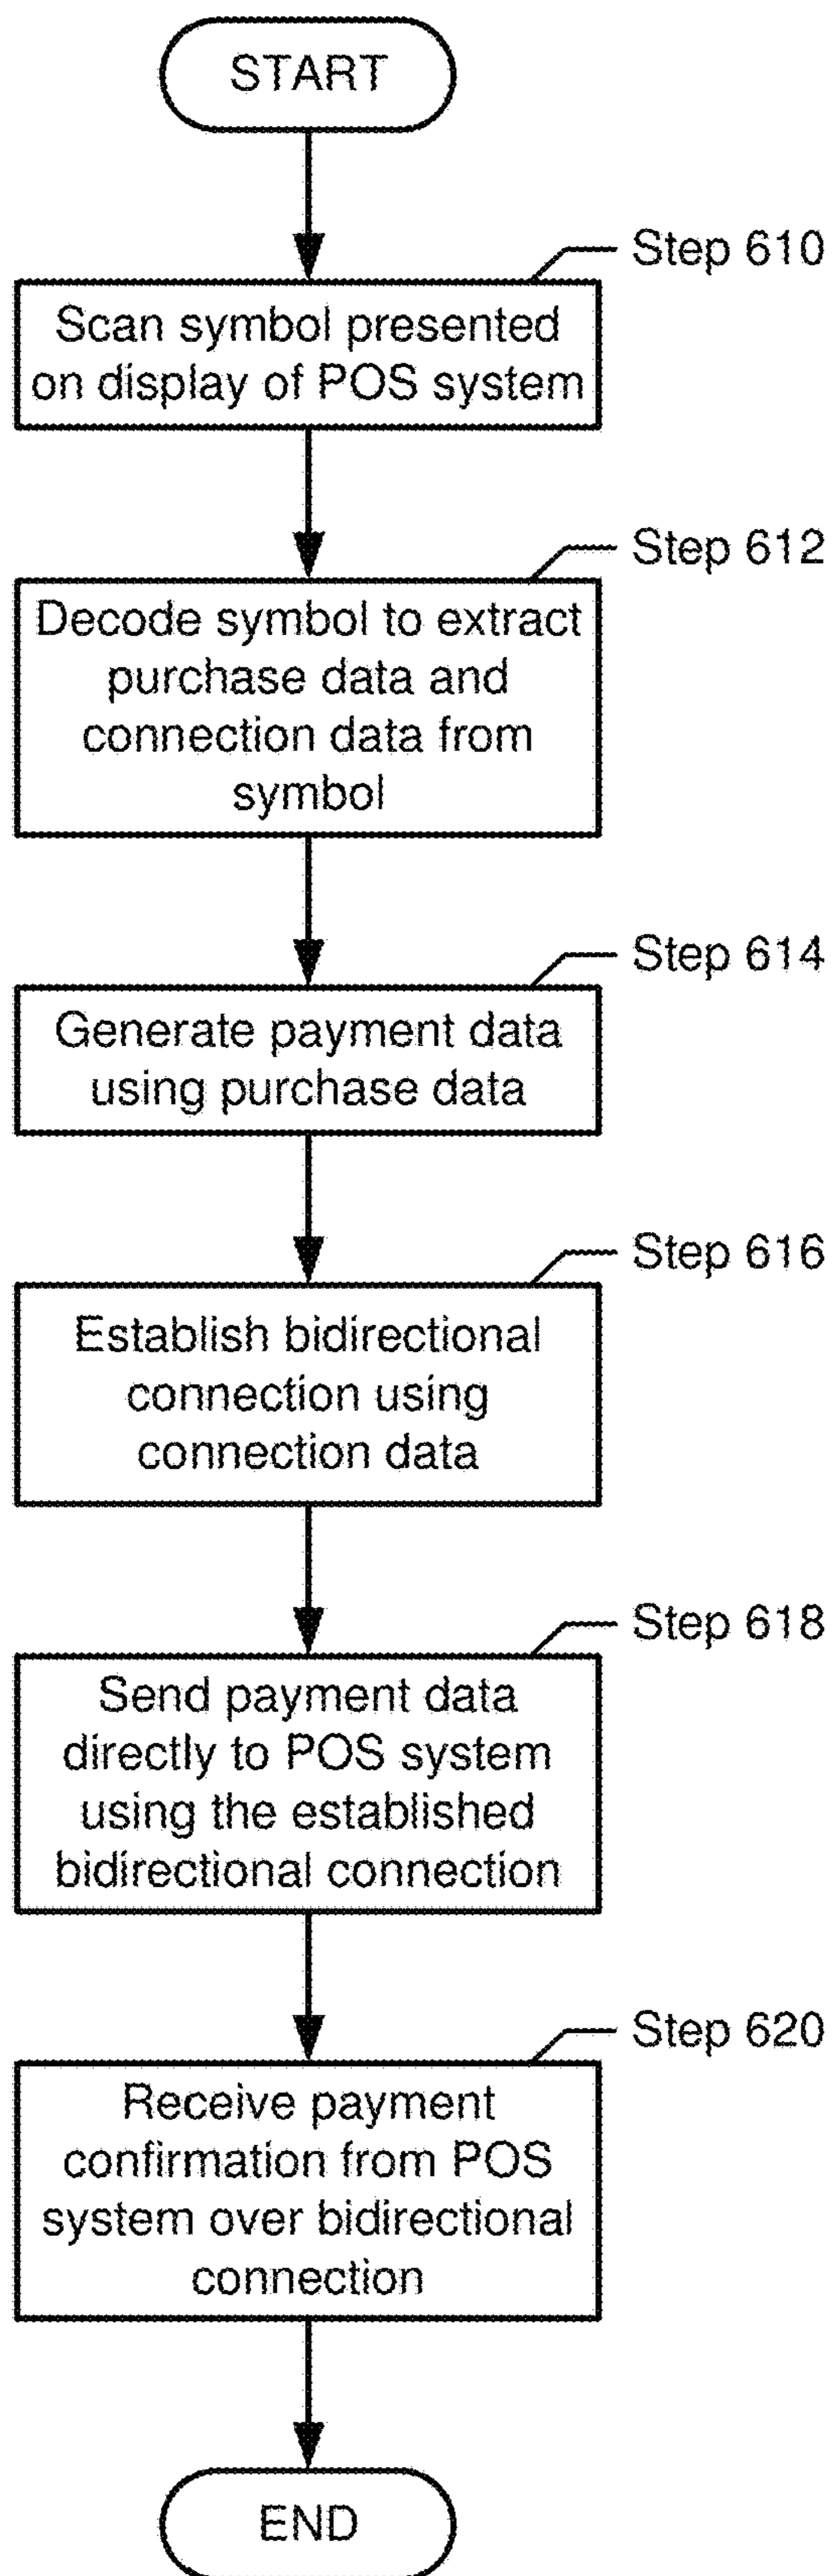 START
Step 610
Scan symbol presented
on display of POS system
Step 612
Decode symbol to extract
purchase data and
connection data from
symbol
Step 614
Generate payment data
using purchase data
Step 616
Establish bidirectional
connection using
connection data
Step 618
Send payment data
directly to POS system
using the established
bidirectional connection
Step 620
Receive payment
confirmation from POS
system over bidirectional
connection
END